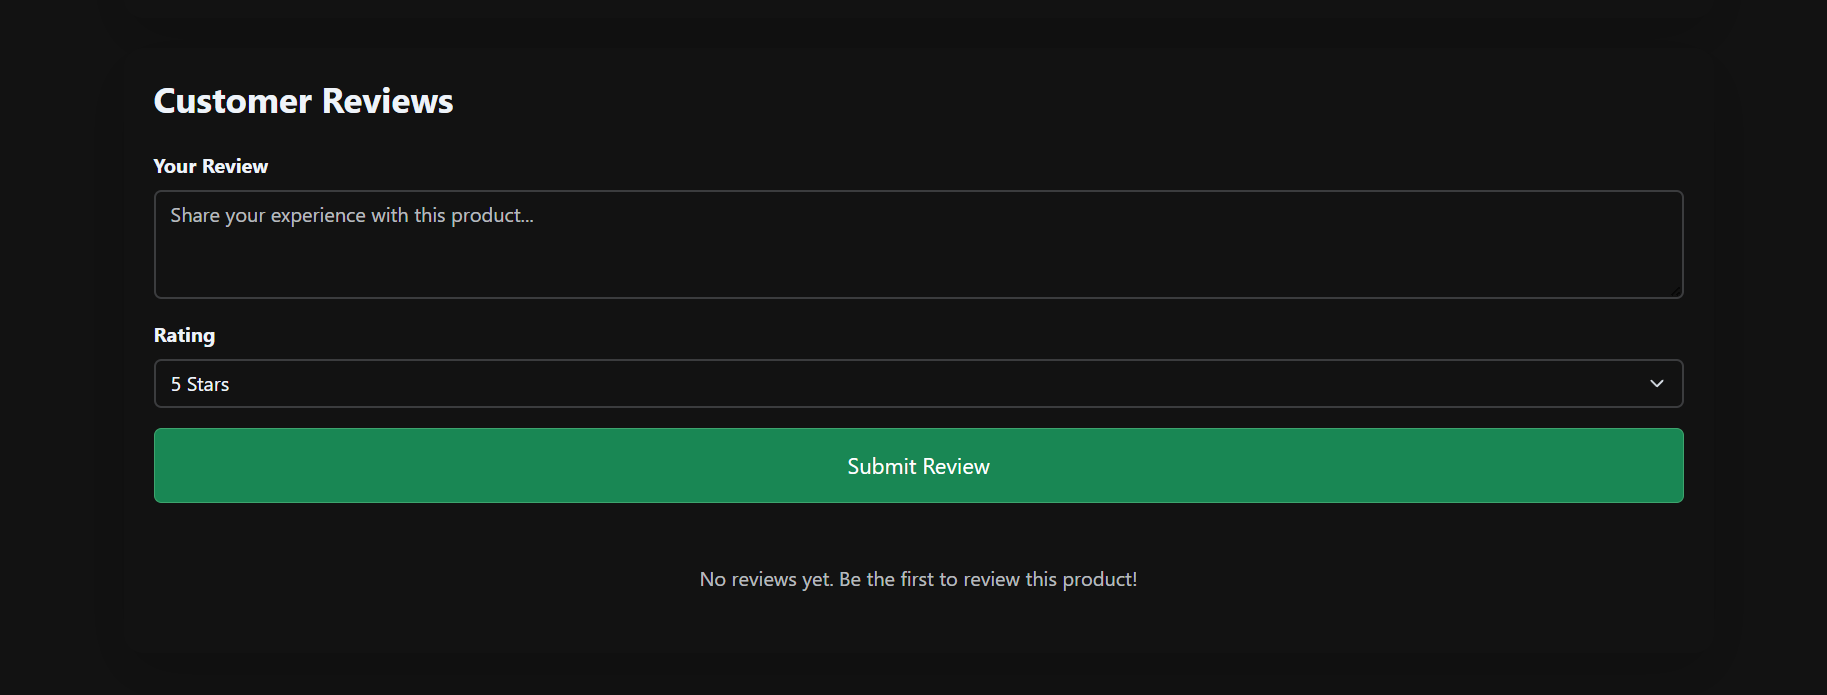 Customer Reviews
Your Review
Share your experience with this product...
Rating
5 Stars
Submit Review
No reviews yet. Be the first to review this product!